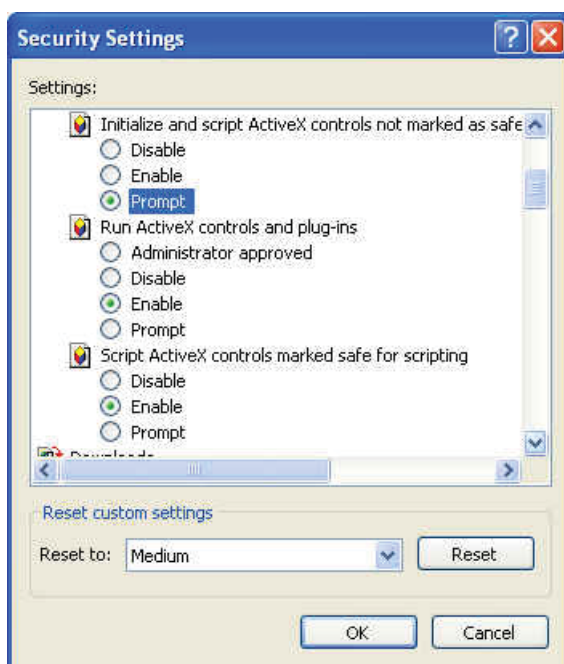 Security Settings
Settings:
Initialize and script ActiveX controls not marked as safe
Disable
Enable
Prompt
Run ActiveX controls and plug-ins
Administrator approved
Disable
Enable
Prompt
Script ActiveX controls marked safe for scripting
Disable
Enable
Prompt
Downloads
Reset custom settings
Reset to: Medium Reset
OK Cancel